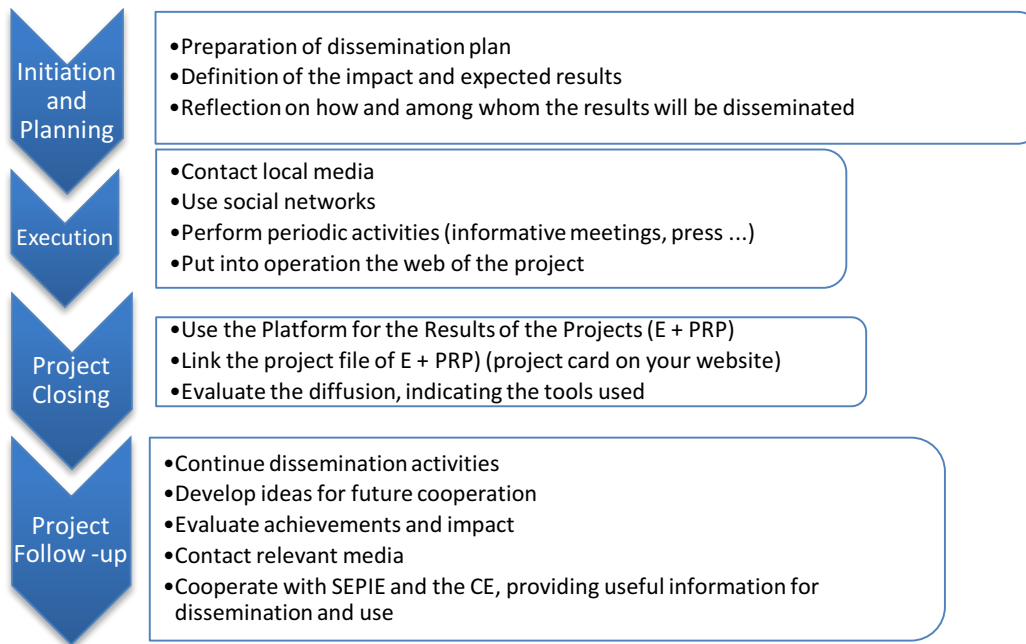 Initiation
and
Planning
•Preparation of dissemination plan
•Definition of the impact and expected results
•Reflection on how and among whom the results will be disseminated
Execution
•Contact local media
•Use social networks
•Perform periodic activities (informative meetings, press ...)
•Put into operation the web of the project
Project
Closing
•Use the Platform for the Results of the Projects (E + PRP)
•Link the project file of E + PRP) (project card on your website)
•Evaluate the diffusion, indicating the tools used
Project
Follow -up
•Continue dissemination activities
•Develop ideas for future cooperation
•Evaluate achievements and impact
•Contact relevant media
•Cooperate with SEPIE and the CE, providing useful information for
dissemination and use